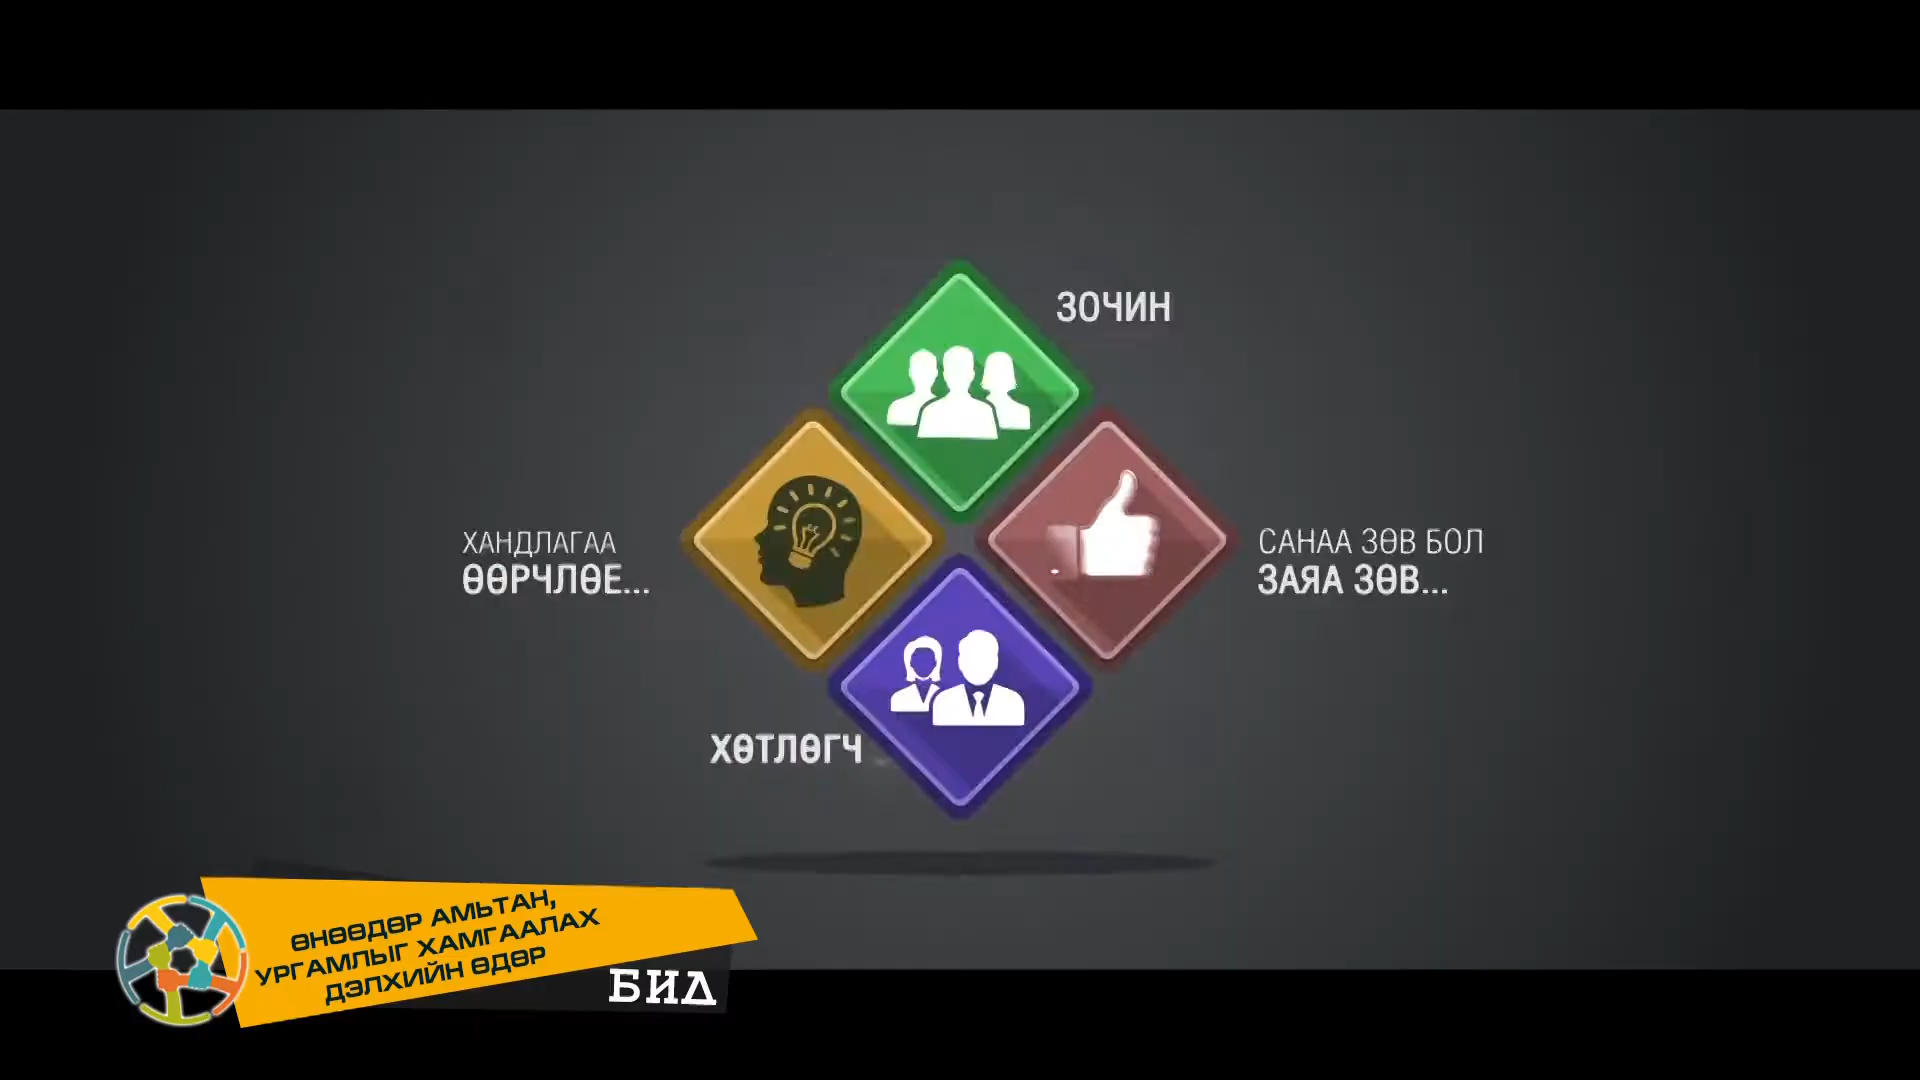 ЗОЧИН
ХАНДЛАГАА
ӨӨРЧЛӨЕ...
САНАА ЗӨВ БОЛ
ЗАЯА ЗӨВ...
ХӨТЛӨГЧ
ӨНӨӨДӨР АМЬТАН,
УРГАМЛЫГ ХАМГААЛАХ
ДЭЛХИЙН ӨДӨР
БИД